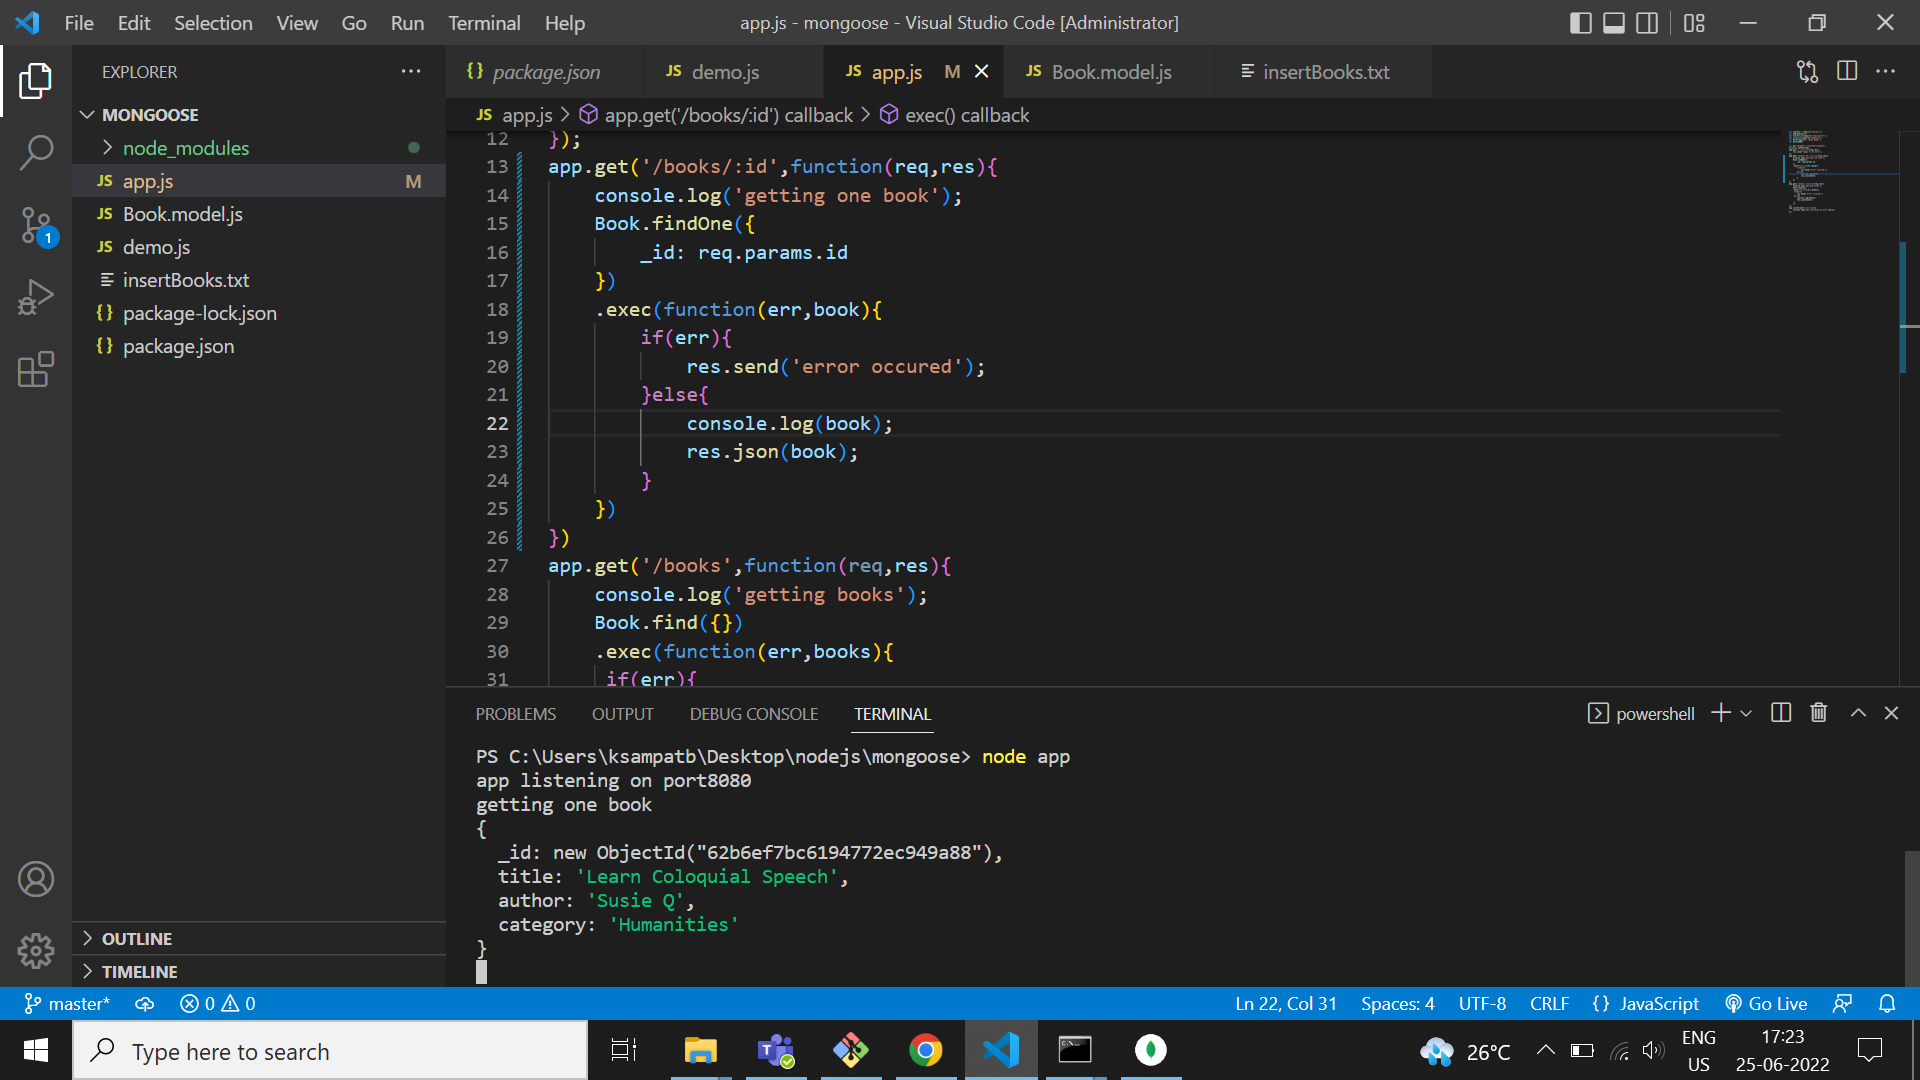 File Edit Selection View Go Run Terminal Help
app.js - mongoose - Visual Studio Code [Administrator]
EXPLORER
MONGOOSE
node_modules
JS app.js M
JS Book.model.js
JS demo.js
insertBooks.txt
{} package-lock.json
{} package.json
OUTLINE
TIMELINE
1
{} package.json
JS demo.js
JS app.js M
JS Book.model.js
insertBooks.txt
JS app.js > app.get('/books/:id') callback > exec() callback
12 });
13 app.get('/books/:id',function(req,res){
14 console.log('getting one book');
15 Book.findOne({
16 _id: req.params.id
17 })
18 .exec(function(err,book){
19 if(err){
20 res.send('error occured');
21 }else{
22 console.log(book);
23 res.json(book);
24 }
25 })
26 })
27 app.get('/books',function(req,res){
28 console.log('getting books');
29 Book.find({})
30 .exec(function(err,books){
31 if(err){
PROBLEMS OUTPUT DEBUG CONSOLE TERMINAL
powershell
PS C:\Users\ksampatb\Desktop\nodejs\mongoose> node app
app listening on port8080
getting one book
{
_id: new ObjectId("62b6ef7bc6194772ec949a88"),
title: 'Learn Coloquial Speech',
author: 'Susie Q',
category: 'Humanities'
}
master* 0 0
Ln 22, Col 31 Spaces: 4 UTF-8 CRLF {} JavaScript Go Live
Type here to search
26°C
ENG
US
17:23
25-06-2022